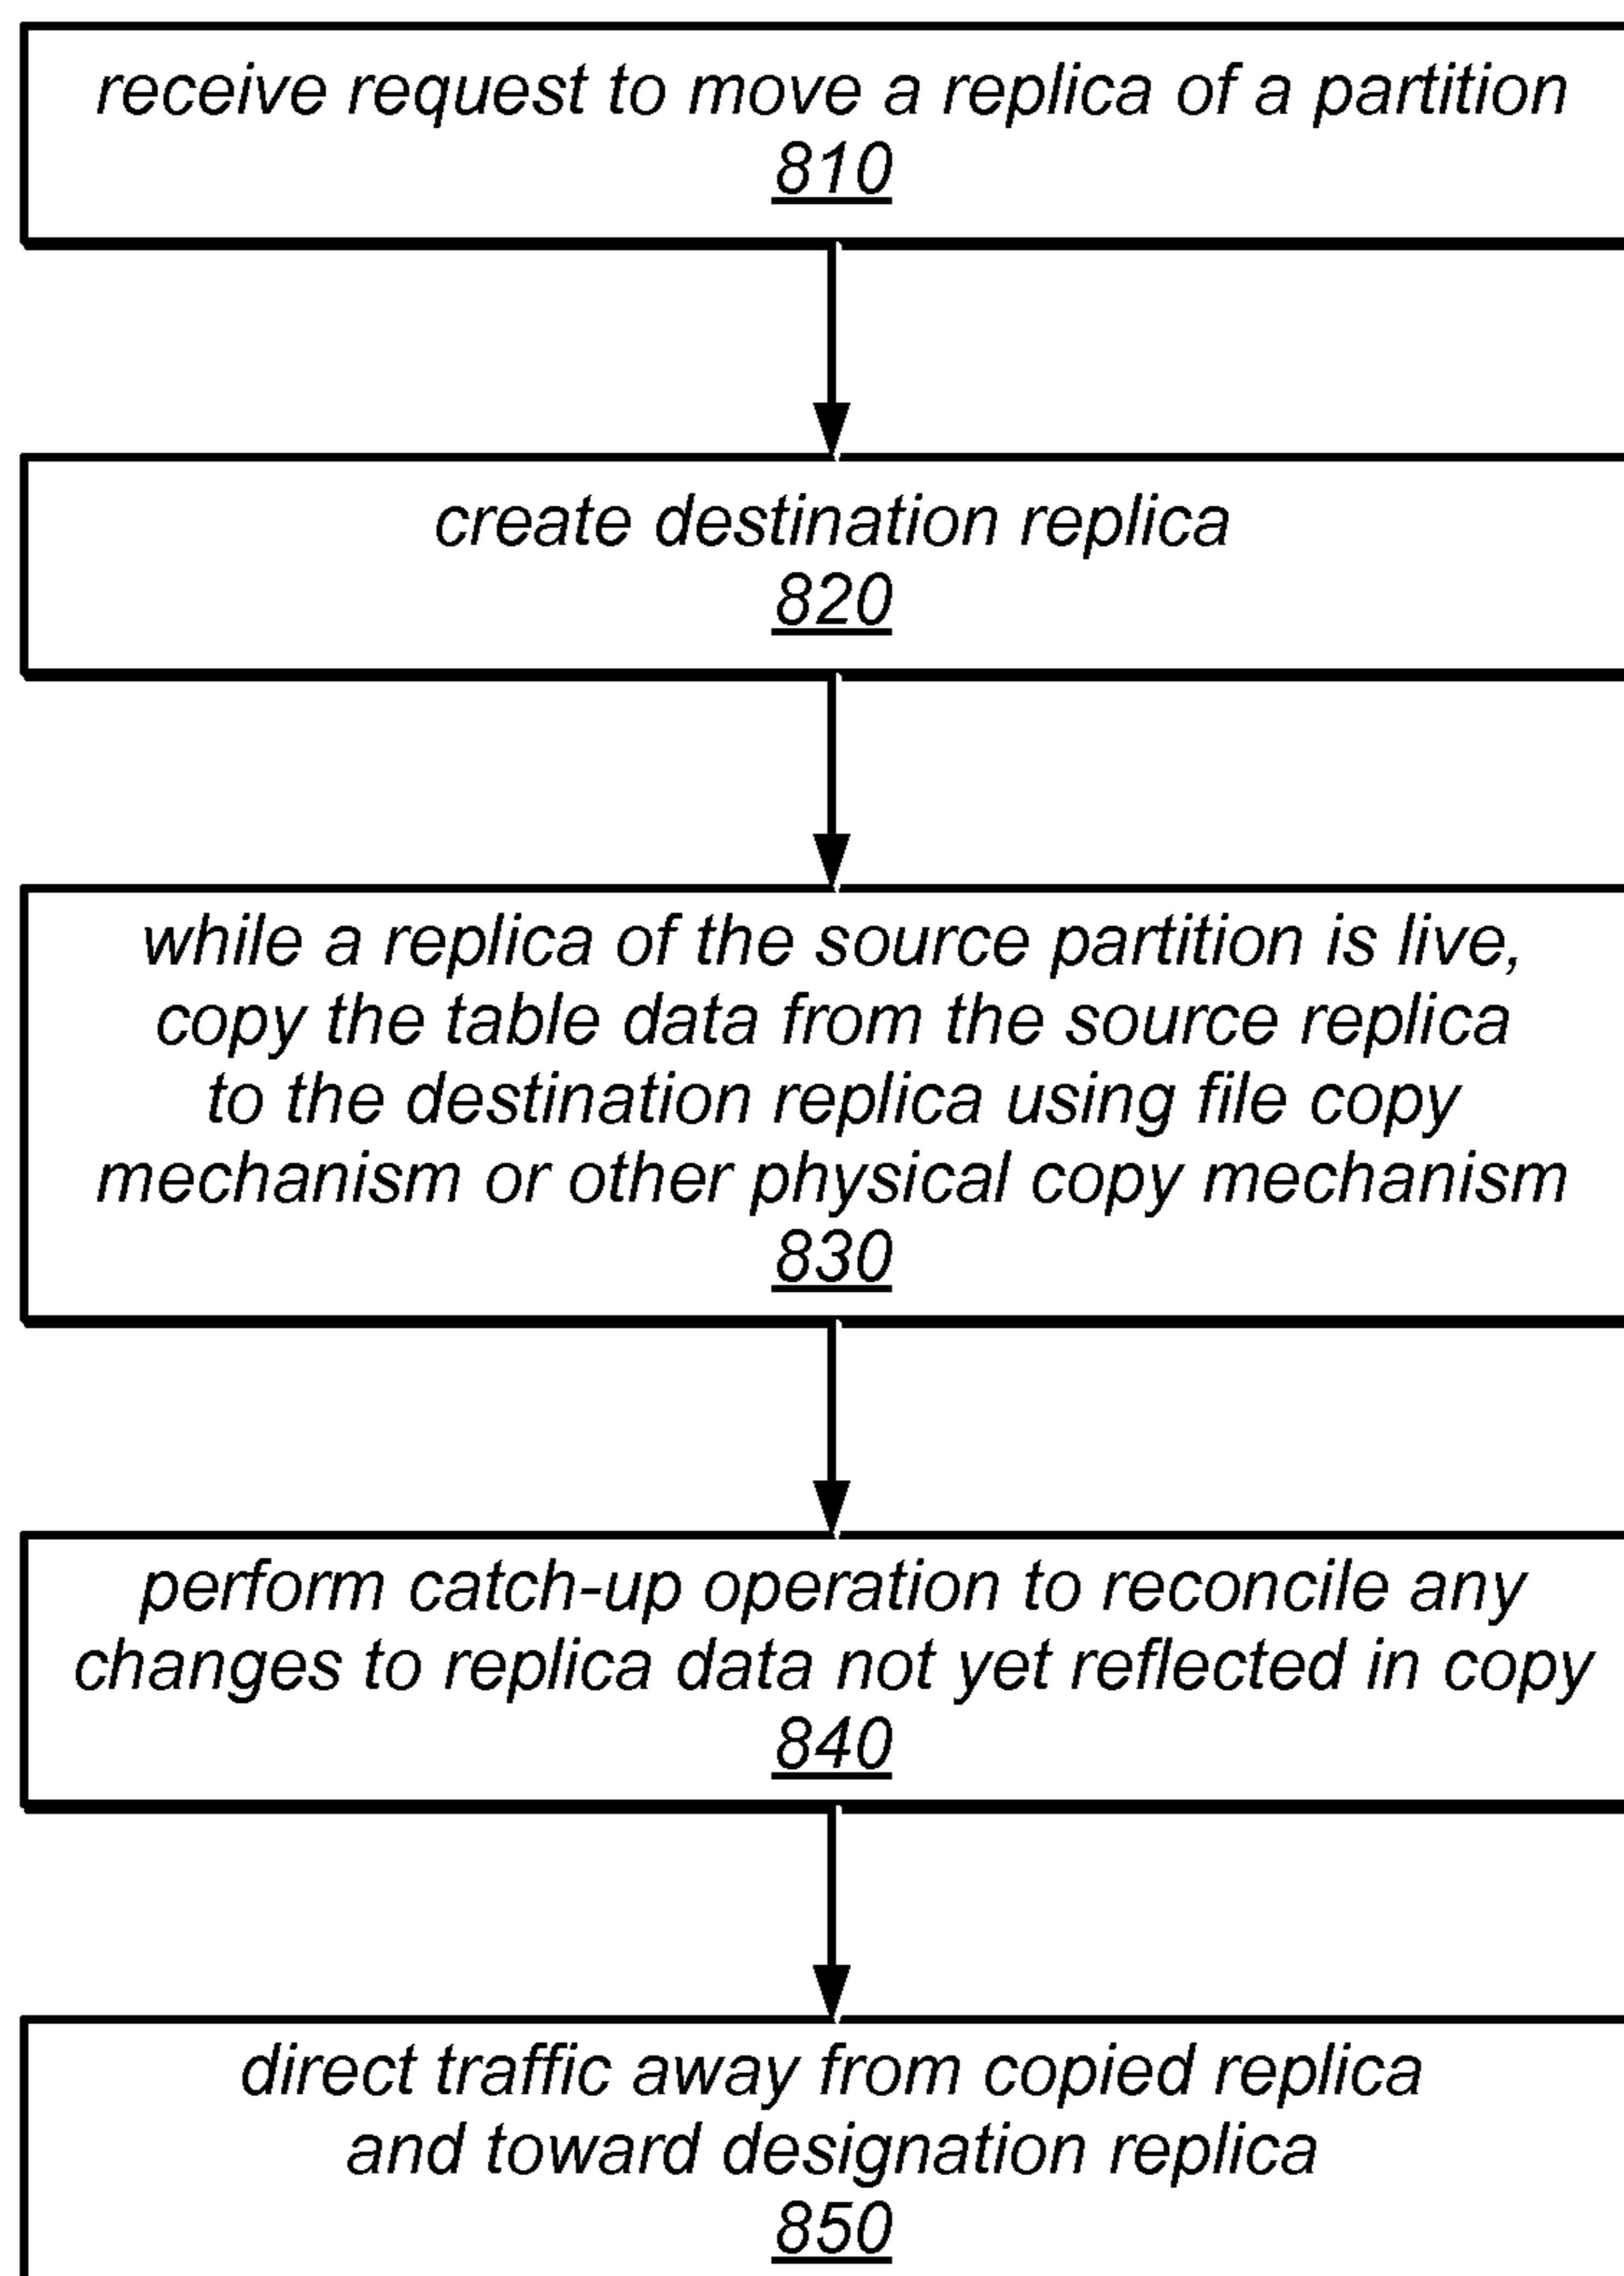 receive request to move a replica of a partition
810
create destination replica
820
while a replica of the source partition is live,
copy the table data from the source replica
to the destination replica using file copy
mechanism or other physical copy mechanism
830
perform catch-up operation to reconcile any
changes to replica data not yet reflected in copy
840
direct traffic away from copied replica
and toward designation replica
850